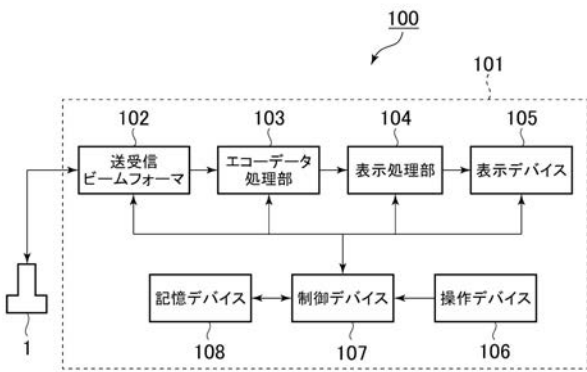 100
101
102
103
104
105
送受信
ビームフォーマ
エコーデータ
処理部
表示処理部
表示デバイス
記憶デバイス
制御デバイス
操作デバイス
1
108
107
106